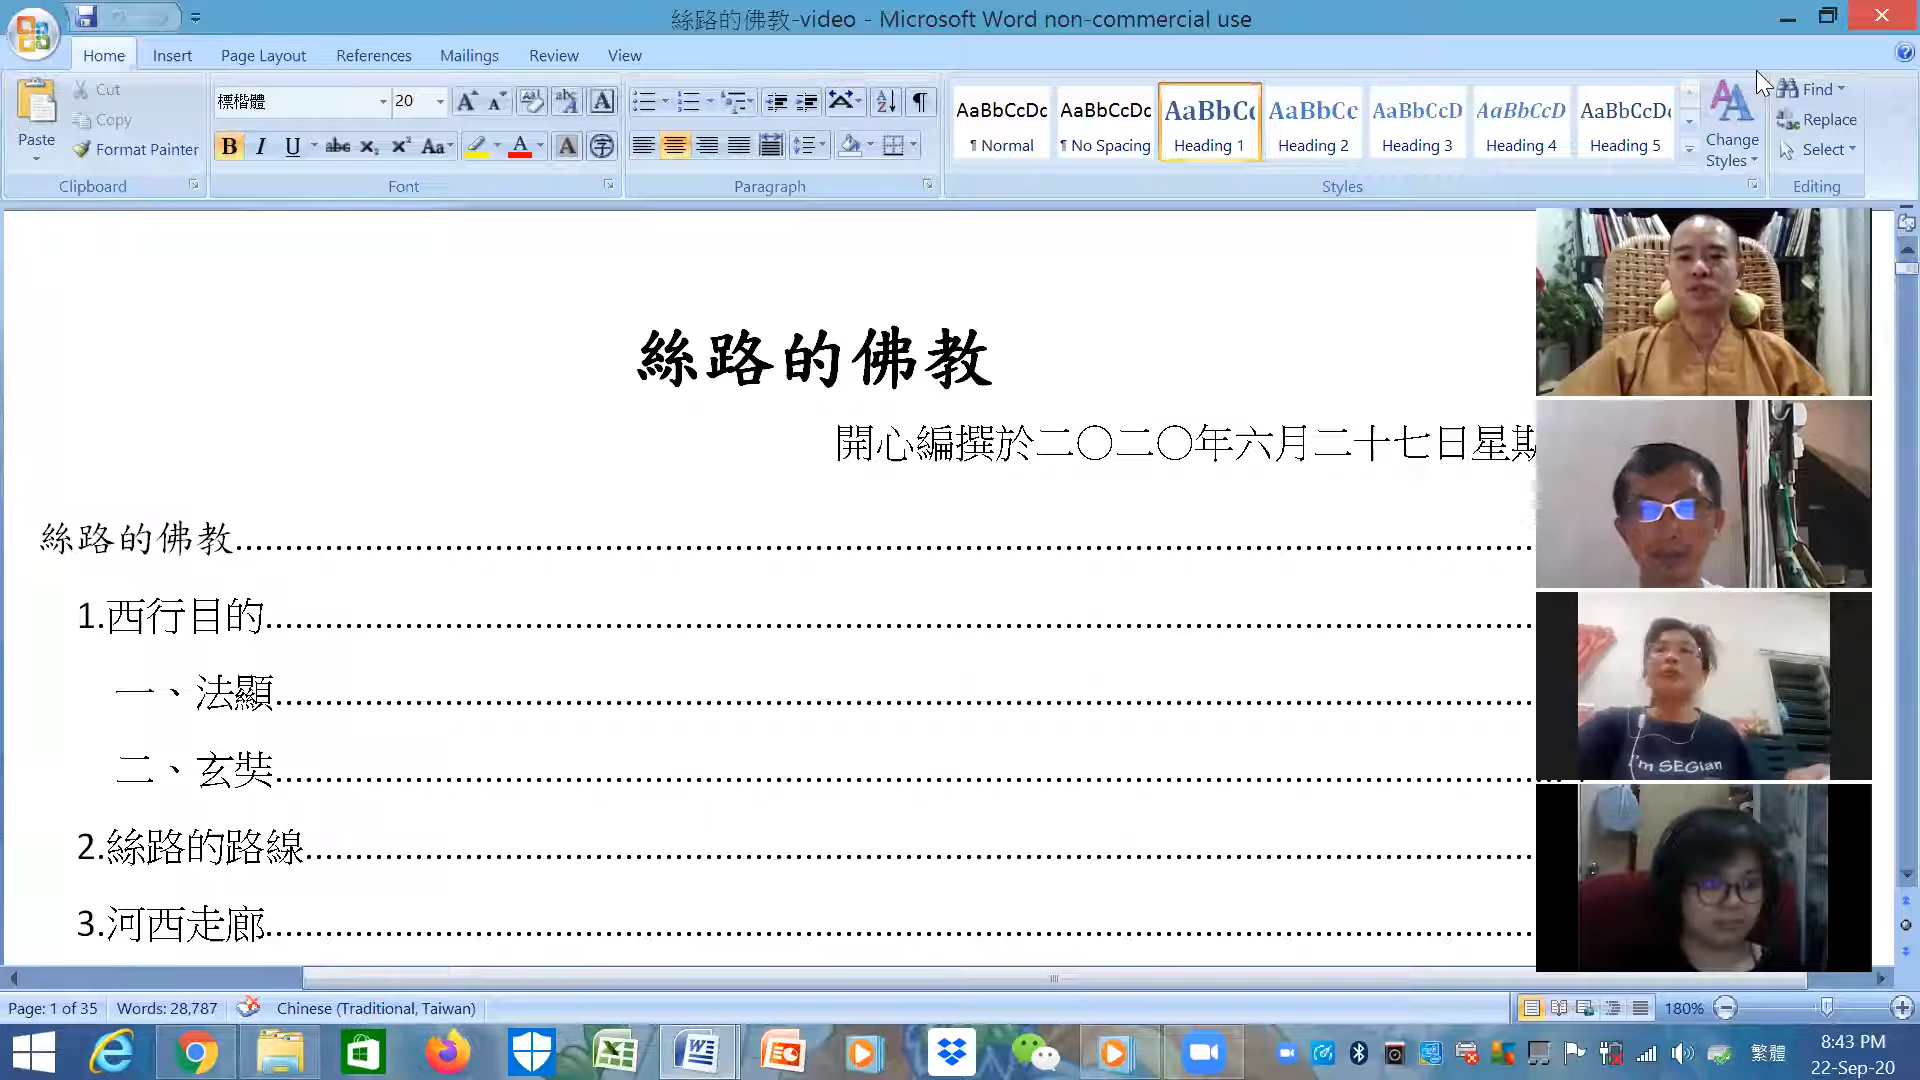 絲路的佛教-video - Microsoft Word non-commercial use
Home Insert Page Layout References Mailings Review View
Paste
Cut
Copy
Format Painter
Clipboard
標楷體 20
Font
Paragraph
AaBbCcDc AaBbCcDc AaBbCc AaBbCc AaBbCcD AaBbCcD AaBbCcDc
¶ Normal ¶ No Spacing Heading 1 Heading 2 Heading 3 Heading 4 Heading 5
Change Styles
Styles
Find
Replace
Select
Editing
絲路的佛教
開心編撰於二〇二〇年六月二十七日星期
絲路的佛教
1.西行目的
一、法顯
二、玄奘
2.絲路的路線
3.河西走廊
I'm SEGian
Page: 1 of 35 Words: 28,787 Chinese (Traditional, Taiwan) 180%
繁體 8:43 PM
22-Sep-20